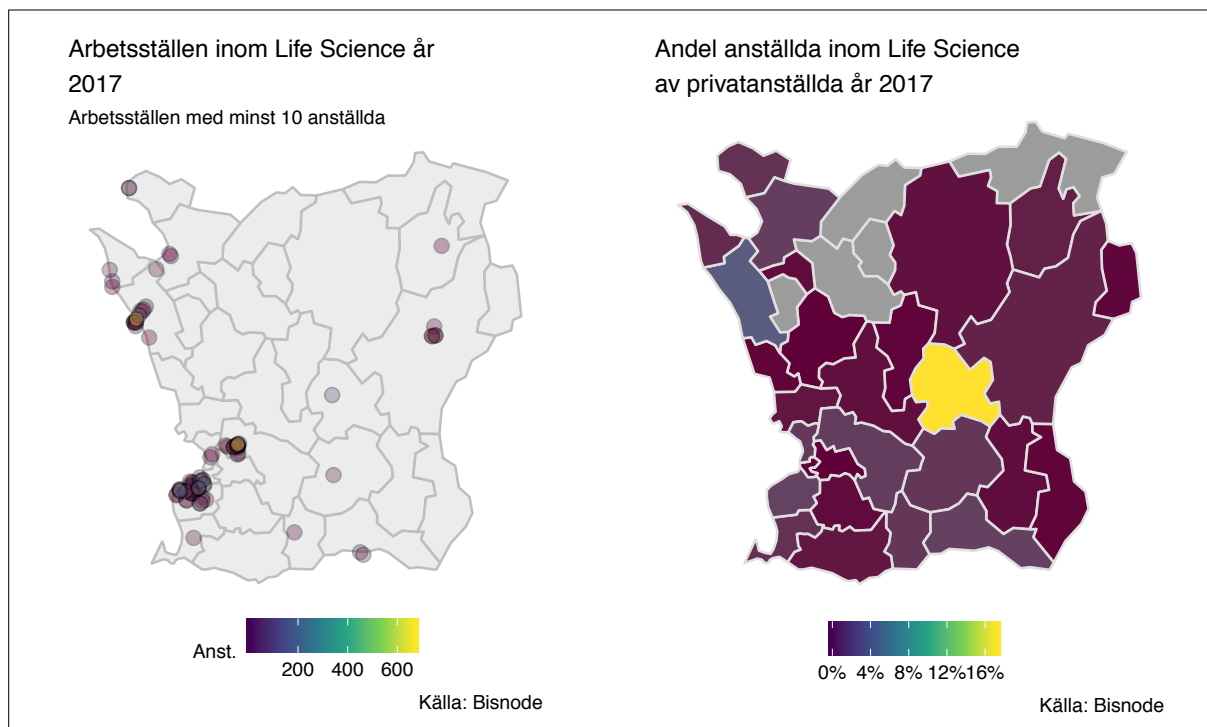 Arbetsställen inom Life Science år
2017
Arbetsställen med minst 10 anställda
Anst.
200 400 600
Källa: Bisnode
Andel anställda inom Life Science
av privatanställda år 2017
0% 4% 8% 12% 16%
Källa: Bisnode